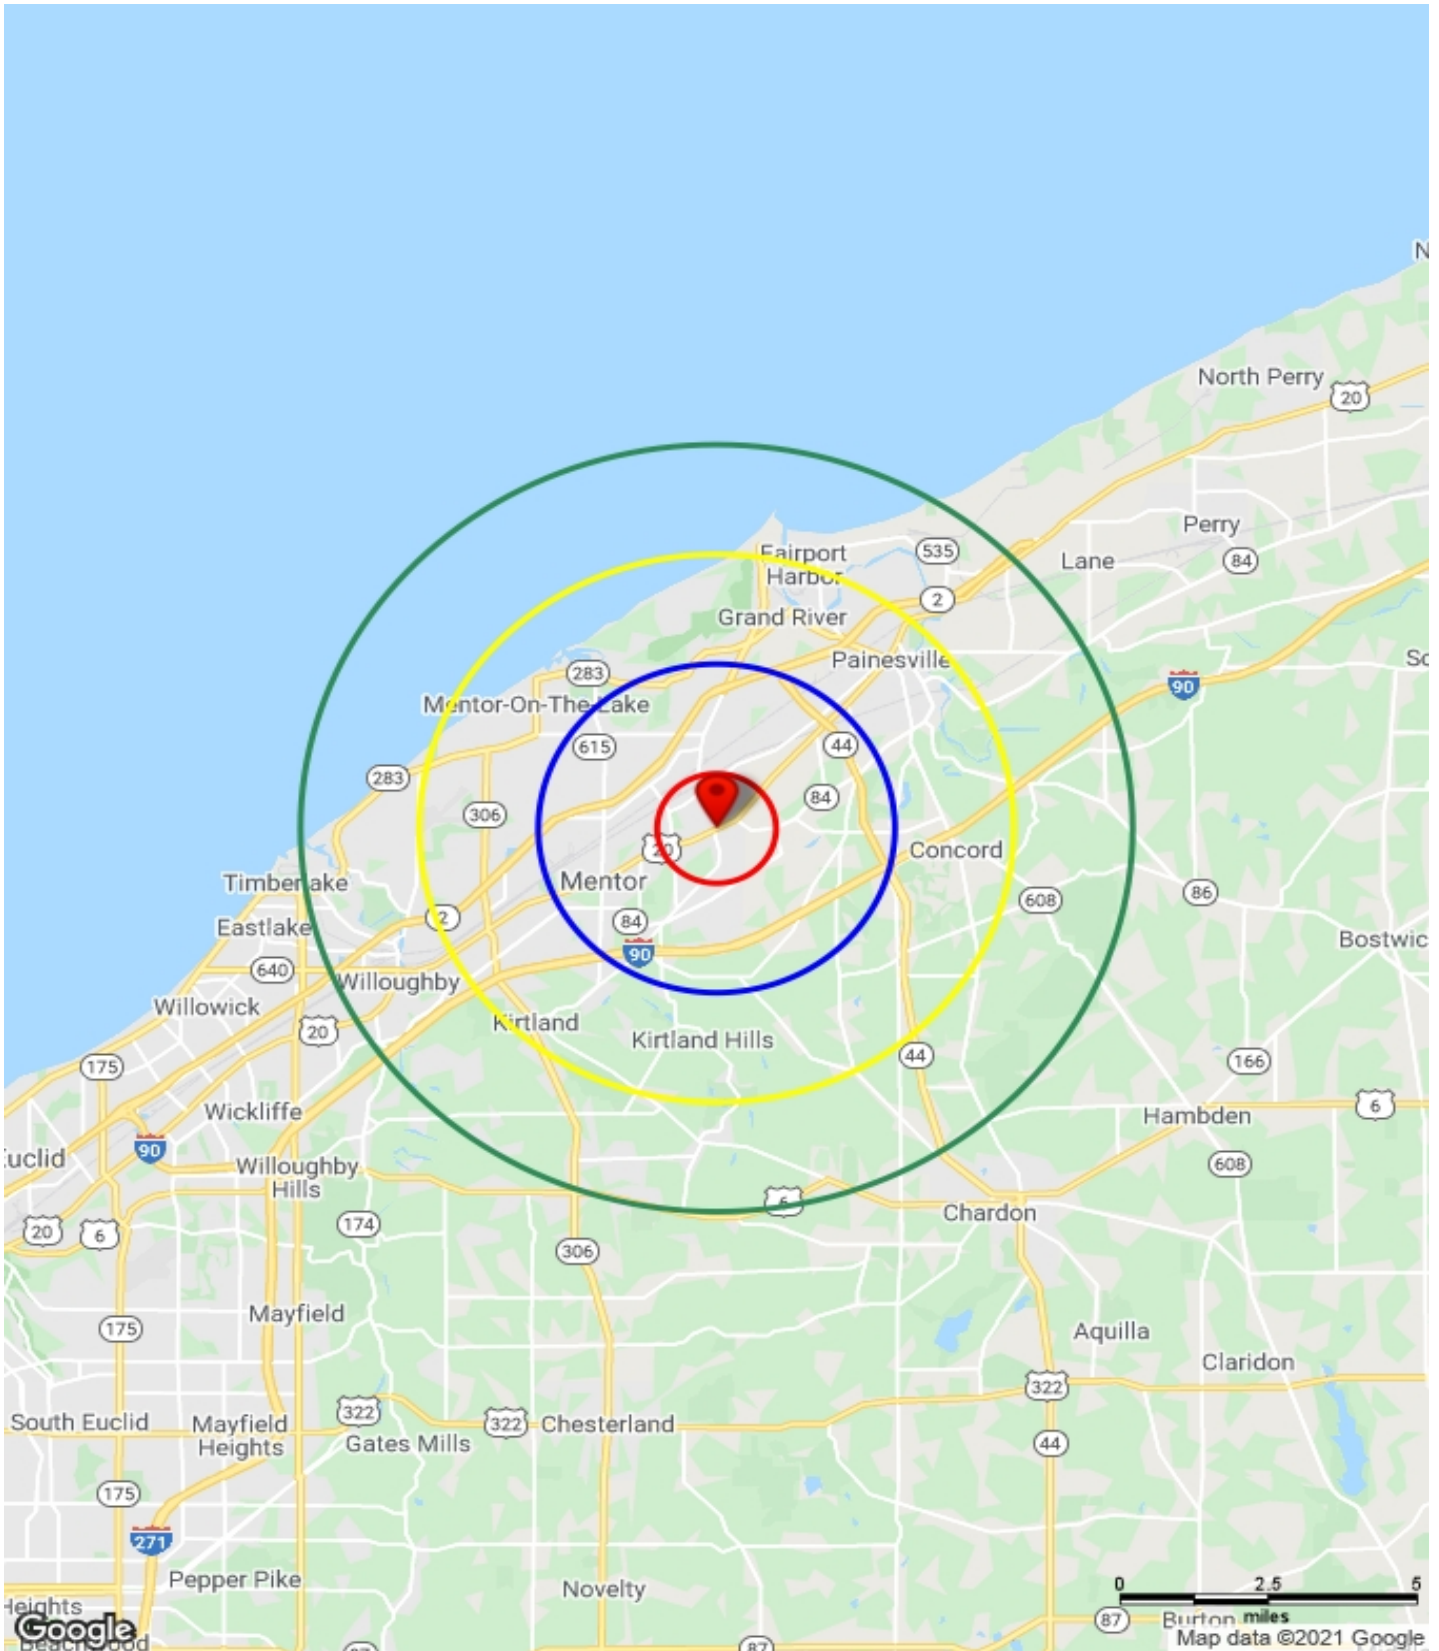 N
North Perry
20
Perry
84
Lane
535
Fairport
Harbor
2
Grand River
Painesville
283
Mentor-On-The-Lake
90
Sc
615
44
283
84
306
20
Concord
Mentor
Timberlake
608
86
2
84
Eastlake
90
Bostwic
640
Willoughby
Willowick
20
Kirtland
Kirtland Hills
44
166
175
Wickliffe
6
Hambden
90
Euclid
Willoughby
Hills
608
6
Chardon
20
6
174
306
Mayfield
175
Aquilla
Claridon
322
322
South Euclid
Mayfield
Heights
322
Chesterland
Gates Mills
44
175
271
Pepper Pike
Novelty
0 2.5 5
miles
Heights
Google
Beachwood
87
87
Burton
Map data ©2021 Google